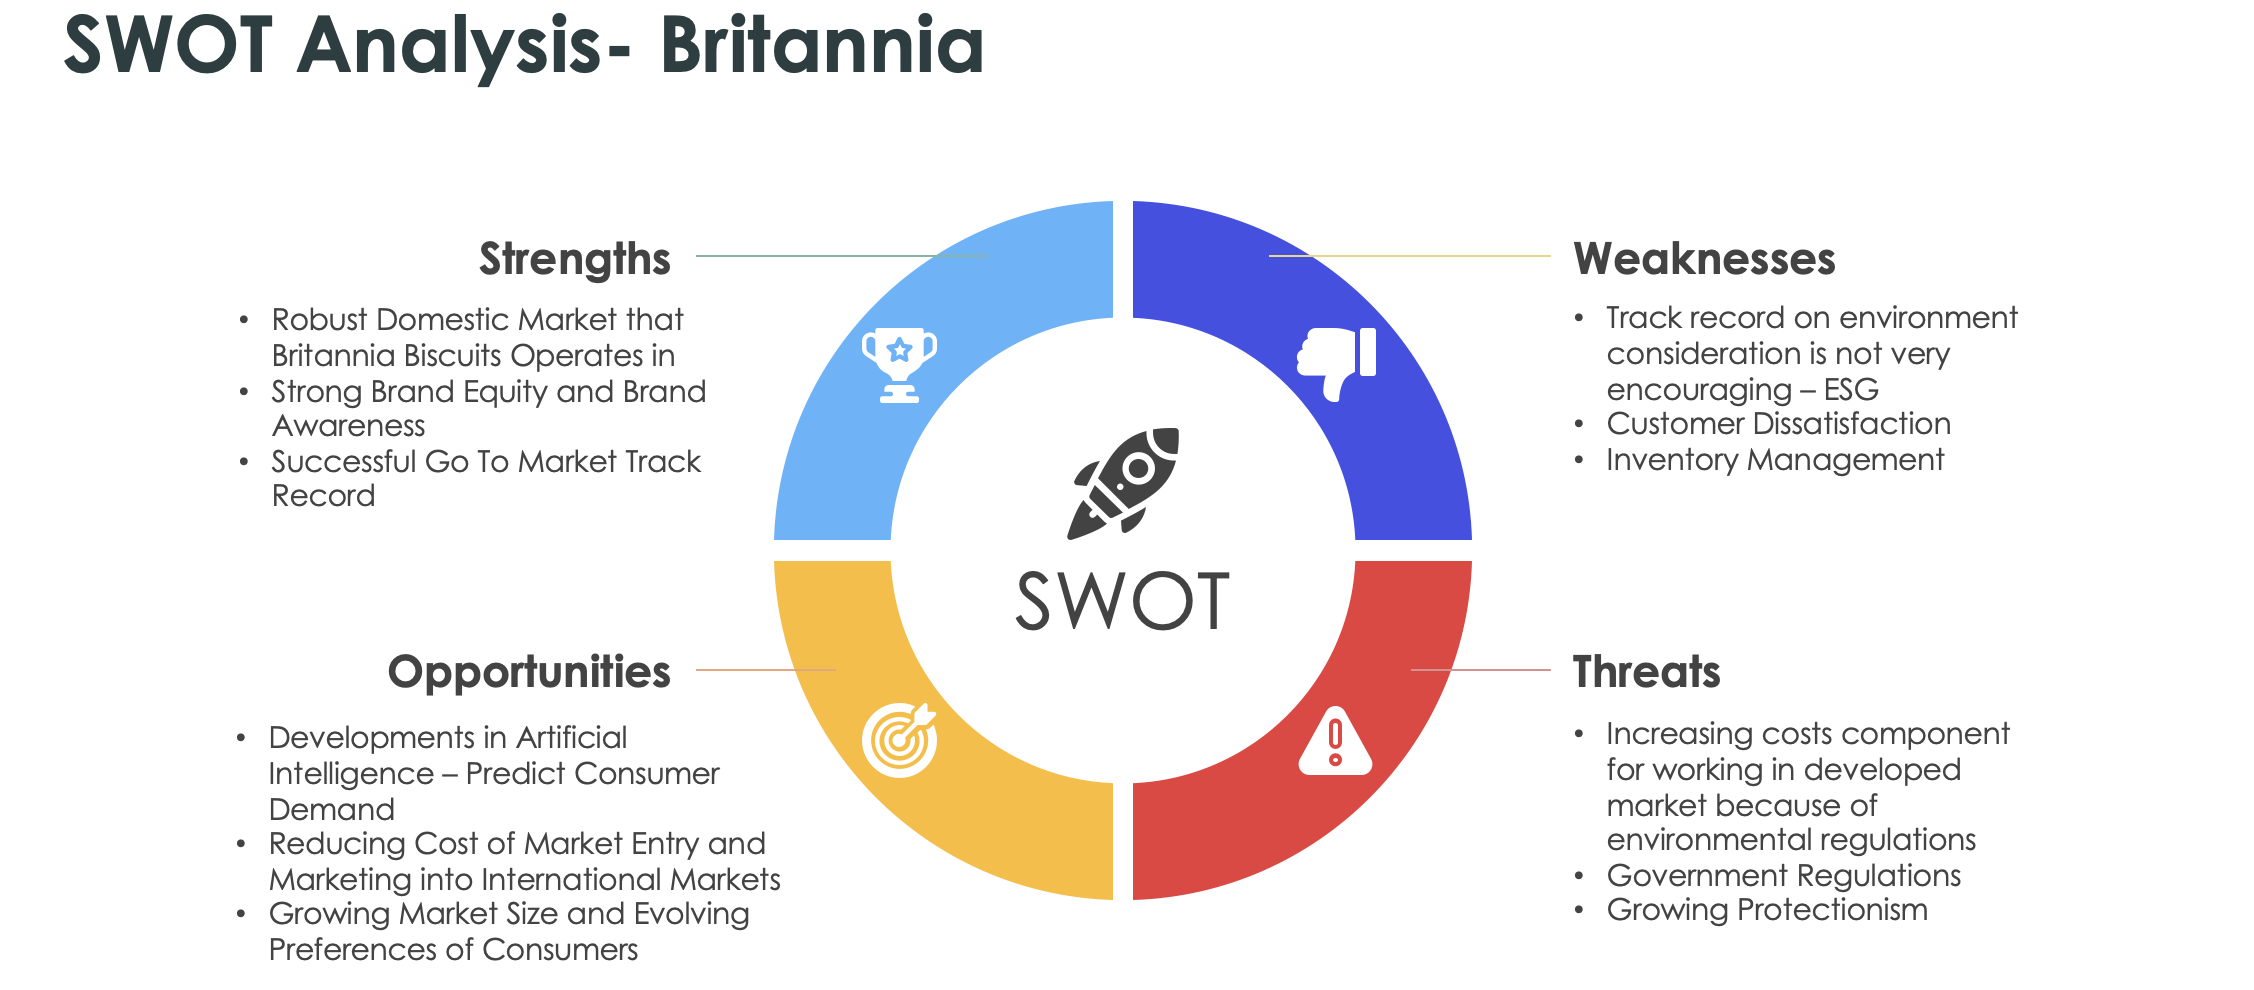 SWOT Analysis- Britannia
Strengths
• Robust Domestic Market that
Britannia Biscuits Operates in
• Strong Brand Equity and Brand
Awareness
• Successful Go To Market Track
Record
Weaknesses
• Track record on environment
consideration is not very
encouraging – ESG
• Customer Dissatisfaction
• Inventory Management
SWOT
Opportunities
• Developments in Artificial
Intelligence – Predict Consumer
Demand
• Reducing Cost of Market Entry and
Marketing into International Markets
• Growing Market Size and Evolving
Preferences of Consumers
Threats
• Increasing costs component
for working in developed
market because of
environmental regulations
• Government Regulations
• Growing Protectionism